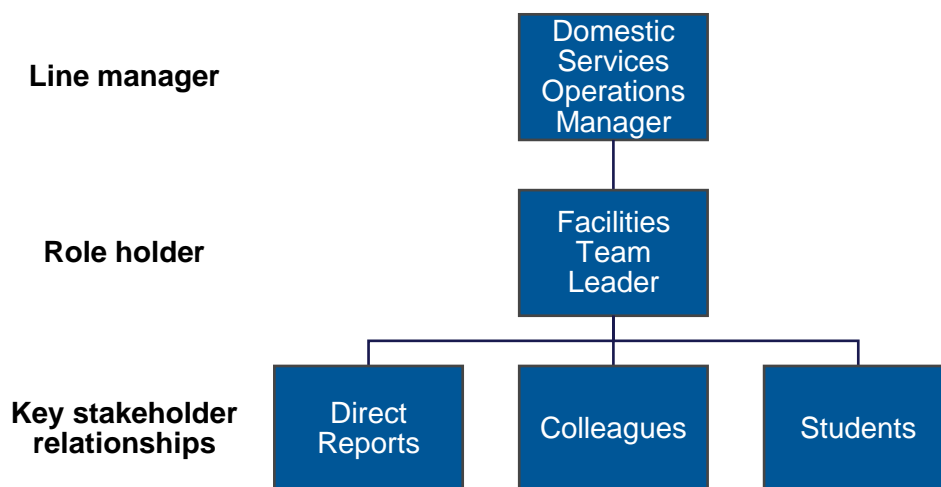 Line manager
Domestic
Services
Operations
Manager
Role holder
Facilities
Team
Leader
Key stakeholder
relationships
Direct
Reports
Colleagues
Students